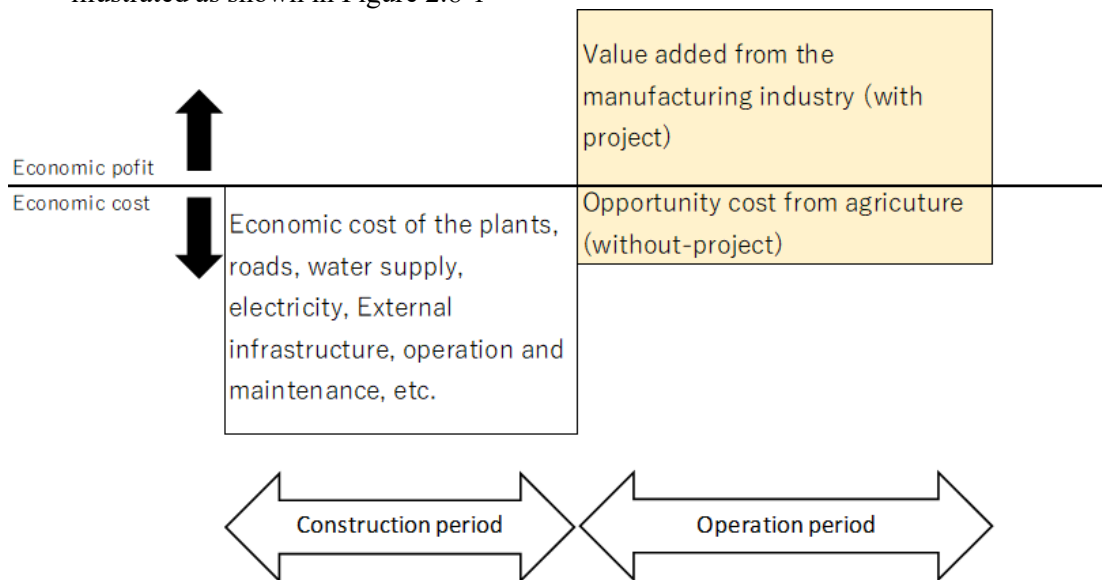 illustrated as shown in Figure 2.8-1
Value added from the
manufacturing industry (with
project)
Economic pofit
Economic cost
Opportunity cost from agricuture
(without-project)
Economic cost of the plants,
roads, water supply,
electricity, External
infrastructure, operation and
maintenance, etc.
Construction period
Operation period